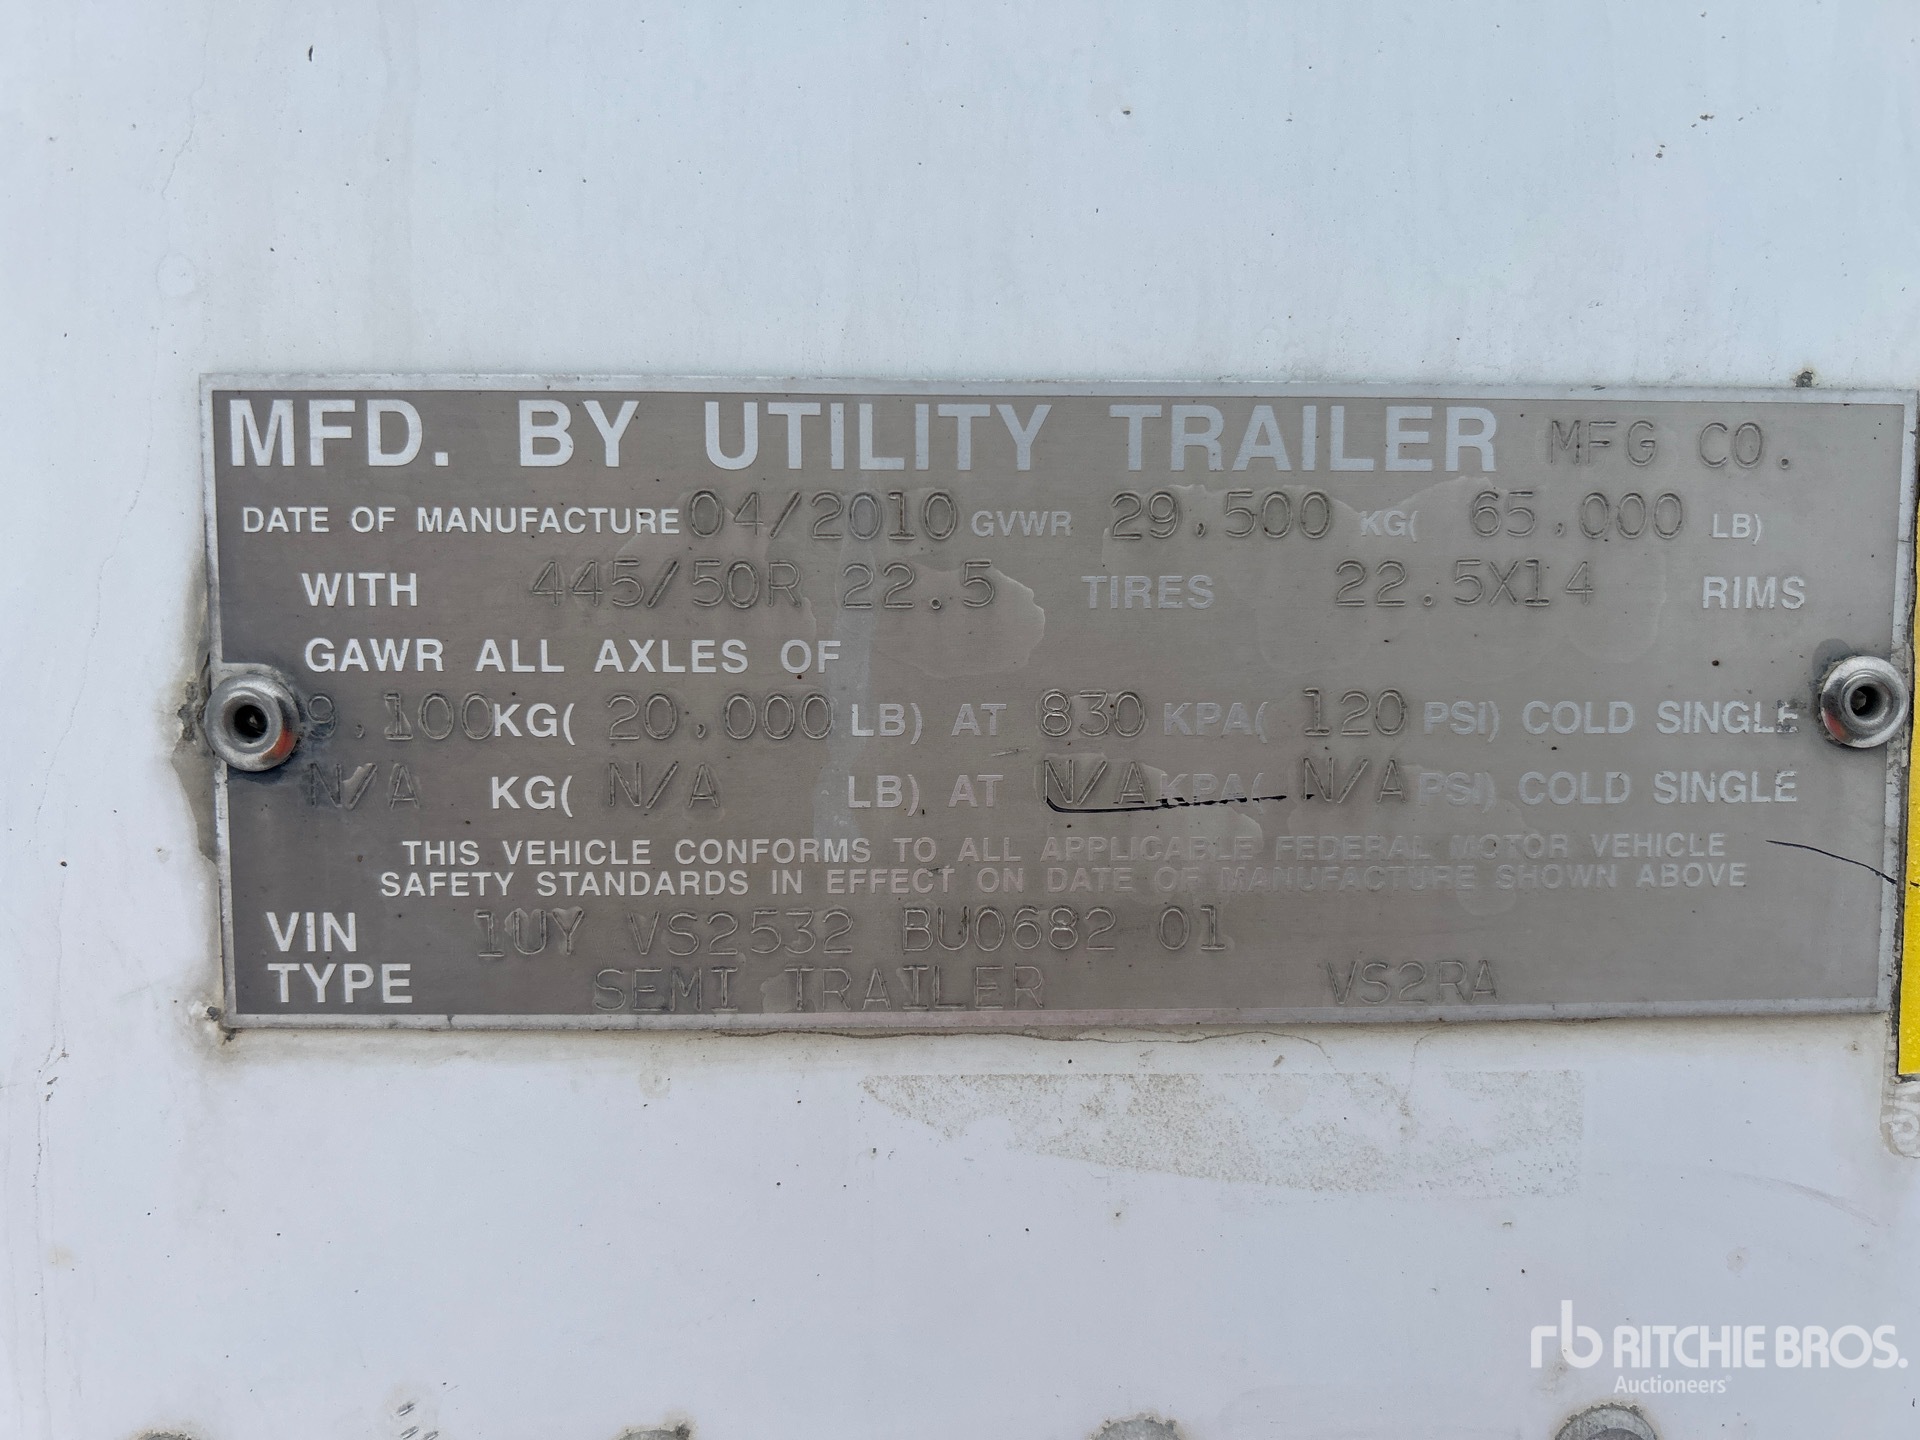 MFD. BY UTILITY TRAILER MFG CO.
DATE OF MANUFACTURE 04/2010 GVWR 29,500 KG( 65,000 LB)
WITH 445/50R 22.5 TIRES 22.5X14 RIMS
GAWR ALL AXLES OF
9,100 KG( 20,000 LB) AT 830 KPA( 120 PSI) COLD SINGLE
N/A KG( N/A LB) AT N/A KPA( N/A PSI) COLD SINGLE
THIS VEHICLE CONFORMS TO ALL APPLICABLE FEDERAL MOTOR VEHICLE
SAFETY STANDARDS IN EFFECT ON DATE OF MANUFACTURE SHOWN ABOVE
VIN 1UY VS2532 BU0682 01
TYPE SEMI TRAILER VS2RA
rb RITCHIE BROS.
Auctioneers